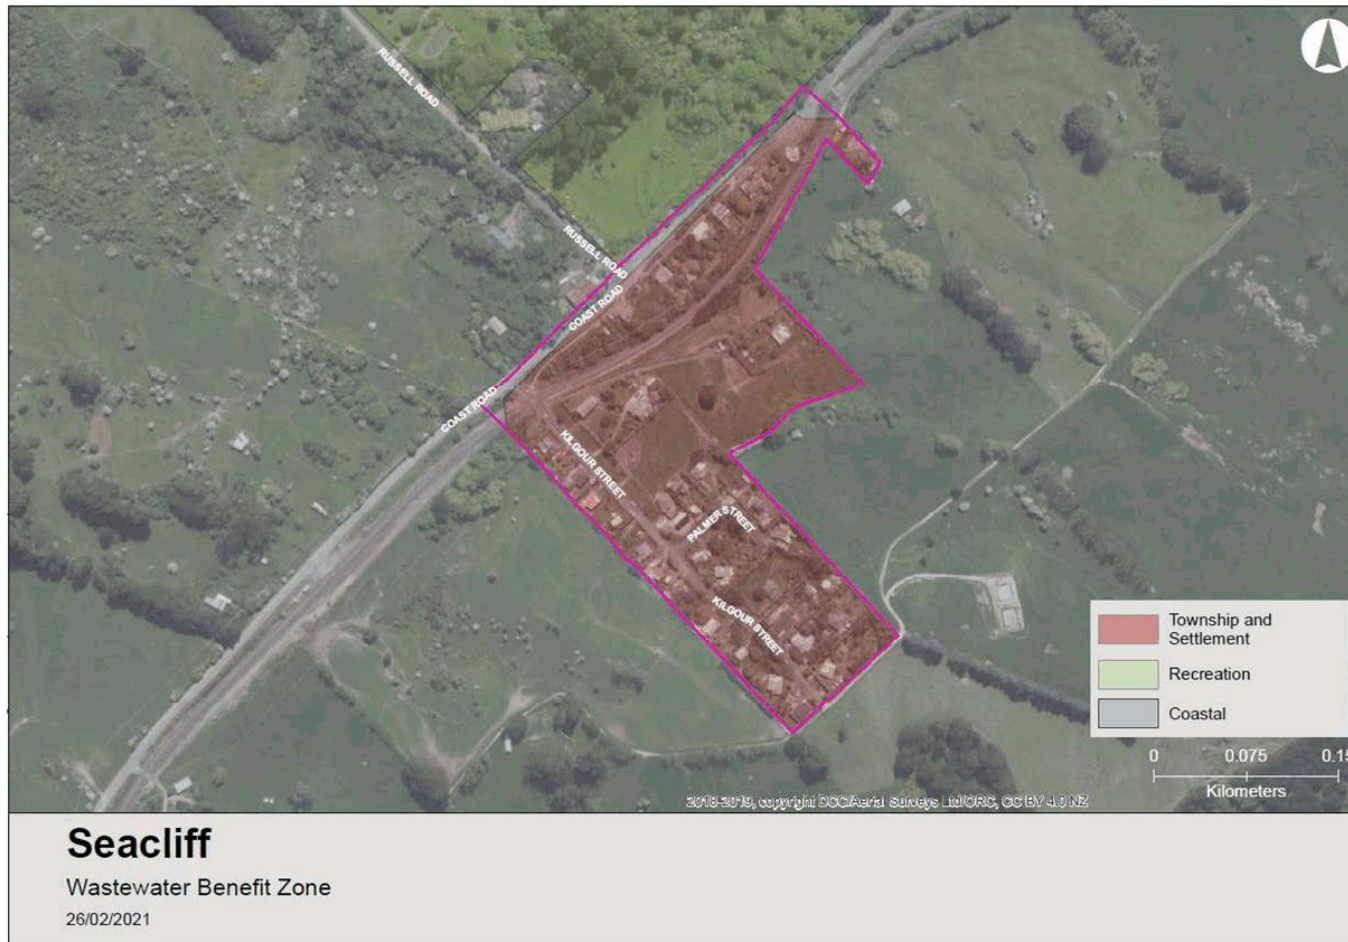 RUSSELL ROAD
RUSSELL ROAD
COAST ROAD
COAST ROAD
KILGOUR STREET
PALMER STREET
KILGOUR STREET
Township and
Settlement
Recreation
Coastal
0 0.075 0.15
Kilometers
2018-2019, copyright DCC/Aerial Surveys Ltd/ORC, CC BY 4.0 NZ
Seacliff
Wastewater Benefit Zone
26/02/2021